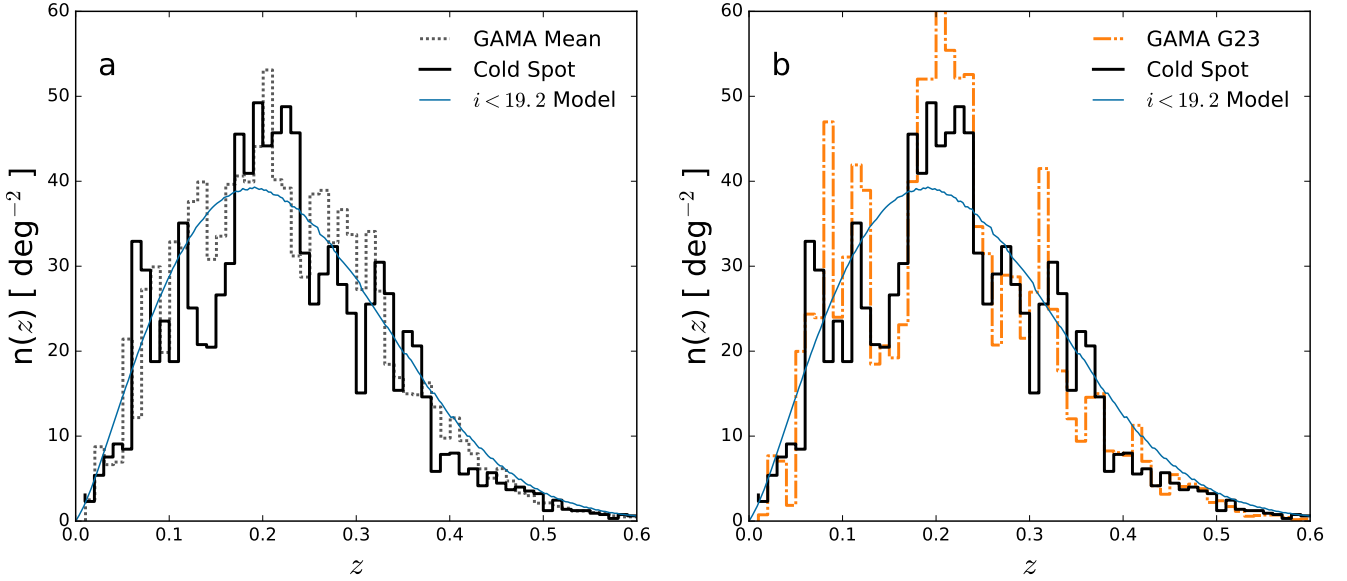 a
GAMA Mean
Cold Spot
i < 19.2 Model
n(z) [ deg⁻² ]
60
50
40
30
20
10
0
0.0 0.1 0.2 0.3 0.4 0.5 0.6
z
b
GAMA G23
Cold Spot
i < 19.2 Model
n(z) [ deg⁻² ]
60
50
40
30
20
10
0
0.0 0.1 0.2 0.3 0.4 0.5 0.6
z